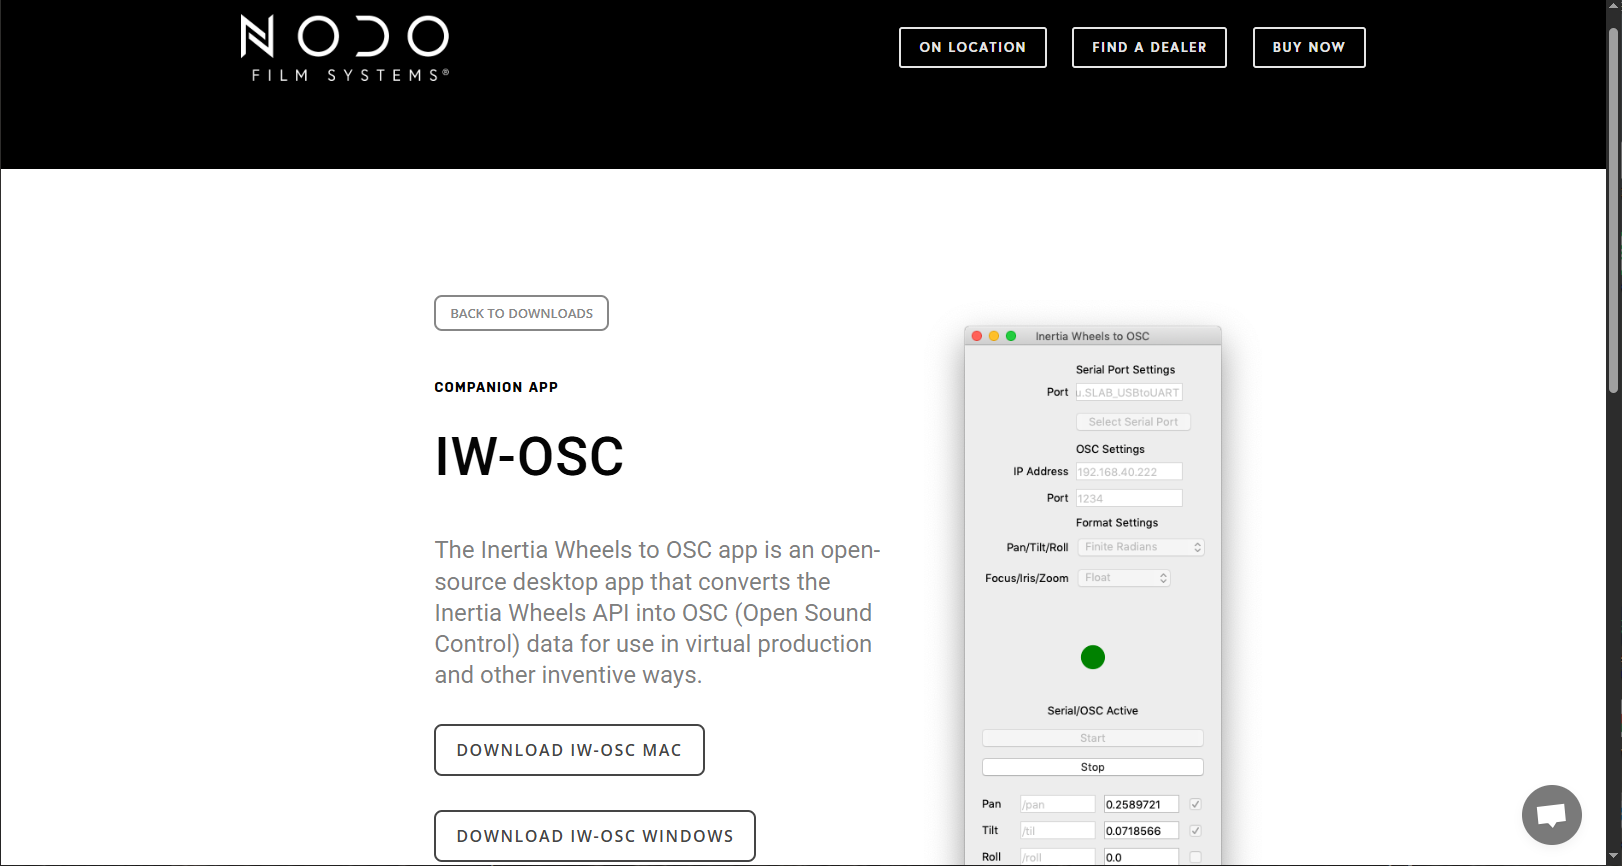 NODO
FILM SYSTEMS®
ON LOCATION
FIND A DEALER
BUY NOW
BACK TO DOWNLOADS
COMPANION APP
IW-OSC
The Inertia Wheels to OSC app is an open-
source desktop app that converts the
Inertia Wheels API into OSC (Open Sound
Control) data for use in virtual production
and other inventive ways.
DOWNLOAD IW-OSC MAC
DOWNLOAD IW-OSC WINDOWS
Inertia Wheels to OSC
Serial Port Settings
Port u.SLAB_USBtoUART
Select Serial Port
OSC Settings
IP Address 192.168.40.222
Port 1234
Format Settings
Pan/Tilt/Roll Finite Radians
Focus/Iris/Zoom Float
Serial/OSC Active
Start
Stop
Pan /pan 0.2589721
Tilt /til 0.0718566
Roll /roll 0.0